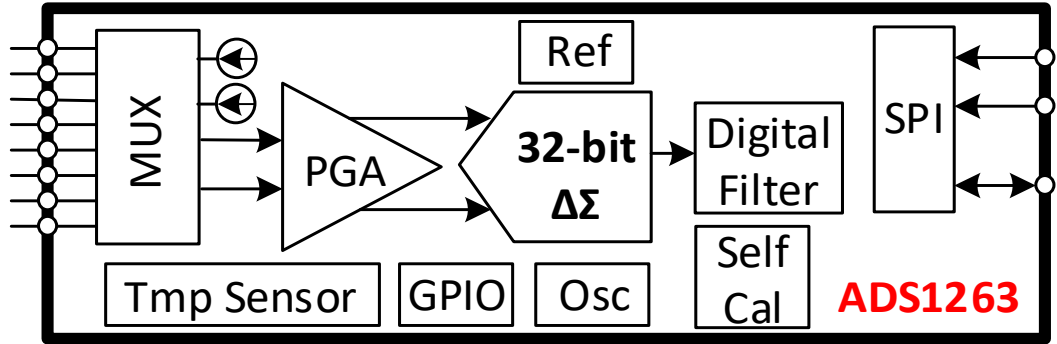 MUX
PGA
Ref
32-bit
ΔΣ
Digital
Filter
SPI
Tmp Sensor
GPIO
Osc
Self
Cal
ADS1263